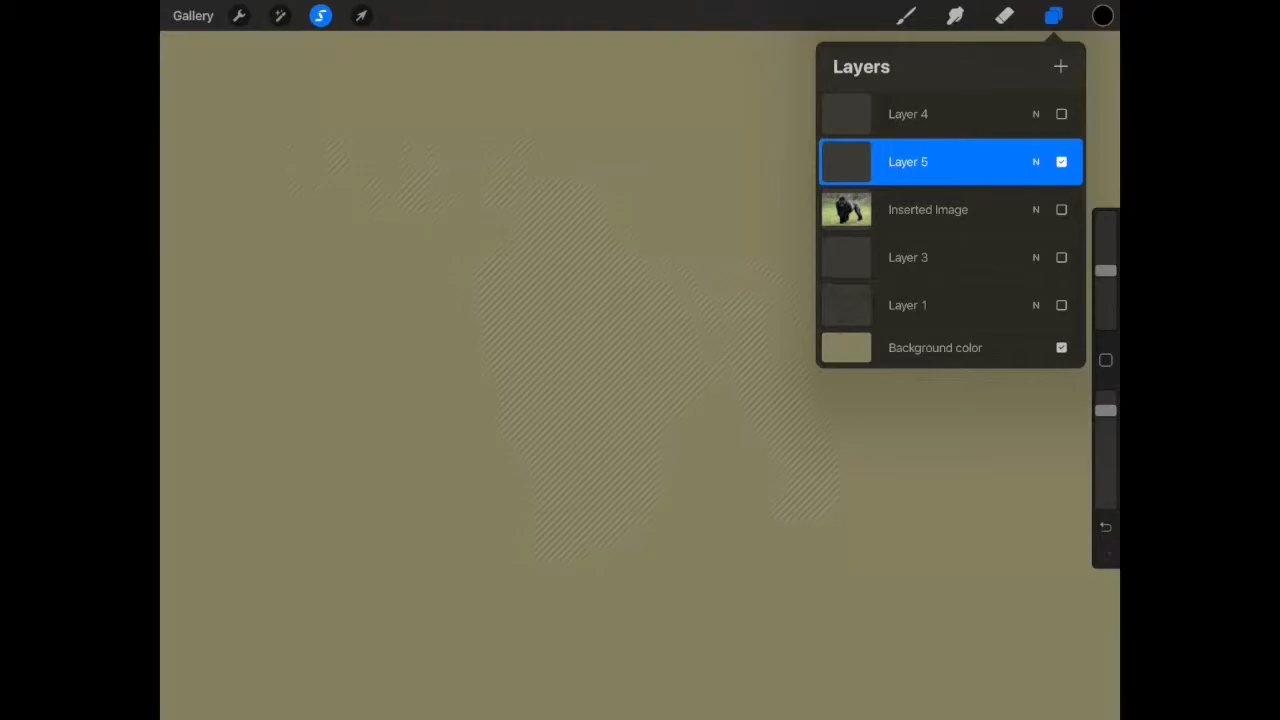 Gallery
Layers
Layer 4 N
Layer 5 N
Inserted Image N
Layer 3 N
Layer 1 N
Background color